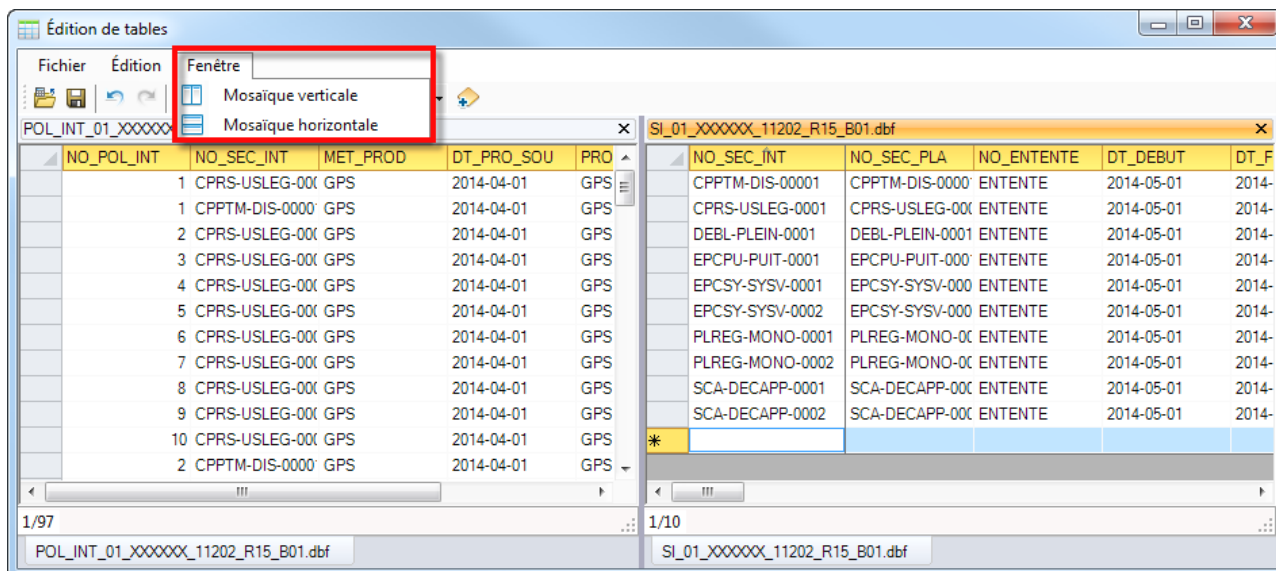 Édition de tables
Fichier Édition Fenêtre
Mosaïque verticale
Mosaïque horizontale
POL_INT_01_XXXXXX
NO_POL_INT NO_SEC_INT MET_PROD DT_PRO_SOU PRO
1 CPRS-USLEG-00( GPS 2014-04-01 GPS
1 CPPTM-DIS-0000 GPS 2014-04-01 GPS
2 CPRS-USLEG-00( GPS 2014-04-01 GPS
3 CPRS-USLEG-00( GPS 2014-04-01 GPS
4 CPRS-USLEG-00( GPS 2014-04-01 GPS
5 CPRS-USLEG-00( GPS 2014-04-01 GPS
6 CPRS-USLEG-00( GPS 2014-04-01 GPS
7 CPRS-USLEG-00( GPS 2014-04-01 GPS
8 CPRS-USLEG-00( GPS 2014-04-01 GPS
9 CPRS-USLEG-00( GPS 2014-04-01 GPS
10 CPRS-USLEG-00( GPS 2014-04-01 GPS
2 CPPTM-DIS-0000 GPS 2014-04-01 GPS
1/97
POL_INT_01_XXXXXX_11202_R15_B01.dbf
SI_01_XXXXXX_11202_R15_B01.dbf
NO_SEC_INT NO_SEC_PLA NO_ENTENTE DT_DEBUT DT_F
CPPTM-DIS-00001 CPPTM-DIS-0000 ENTENTE 2014-05-01 2014-
CPRS-USLEG-0001 CPRS-USLEG-00( ENTENTE 2014-05-01 2014-
DEBL-PLEIN-0001 DEBL-PLEIN-0001 ENTENTE 2014-05-01 2014-
EPCPU-PUIT-0001 EPCPU-PUIT-000 ENTENTE 2014-05-01 2014-
EPCSY-SYSV-0001 EPCSY-SYSV-000 ENTENTE 2014-05-01 2014-
EPCSY-SYSV-0002 EPCSY-SYSV-000 ENTENTE 2014-05-01 2014-
PLREG-MONO-0001 PLREG-MONO-0( ENTENTE 2014-05-01 2014-
PLREG-MONO-0002 PLREG-MONO-0( ENTENTE 2014-05-01 2014-
SCA-DECAPP-0001 SCA-DECAPP-00( ENTENTE 2014-05-01 2014-
SCA-DECAPP-0002 SCA-DECAPP-00( ENTENTE 2014-05-01 2014-
1/10
SI_01_XXXXXX_11202_R15_B01.dbf